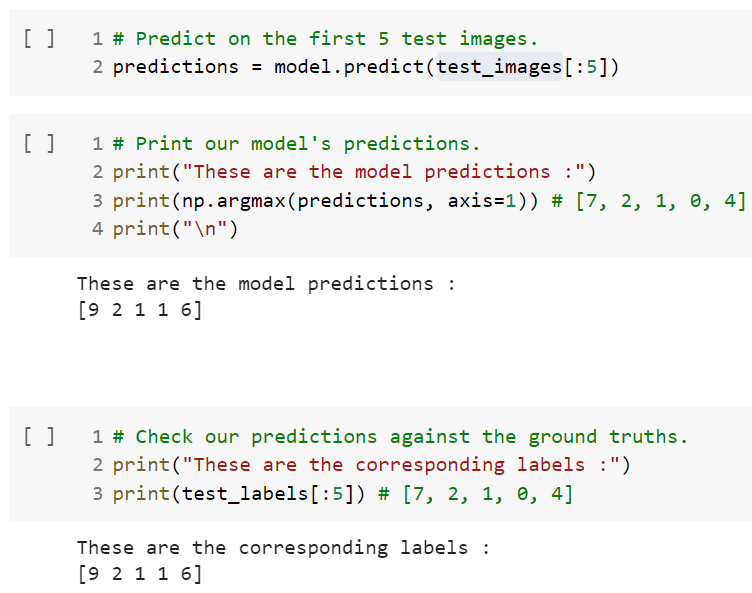 [ ] 1 # Predict on the first 5 test images.
2 predictions = model.predict(test_images[:5])
[ ] 1 # Print our model's predictions.
2 print("These are the model predictions :")
3 print(np.argmax(predictions, axis=1)) # [7, 2, 1, 0, 4]
4 print("\n")
These are the model predictions :
[9 2 1 1 6]
[ ] 1 # Check our predictions against the ground truths.
2 print("These are the corresponding labels :")
3 print(test_labels[:5]) # [7, 2, 1, 0, 4]
These are the corresponding labels :
[9 2 1 1 6]